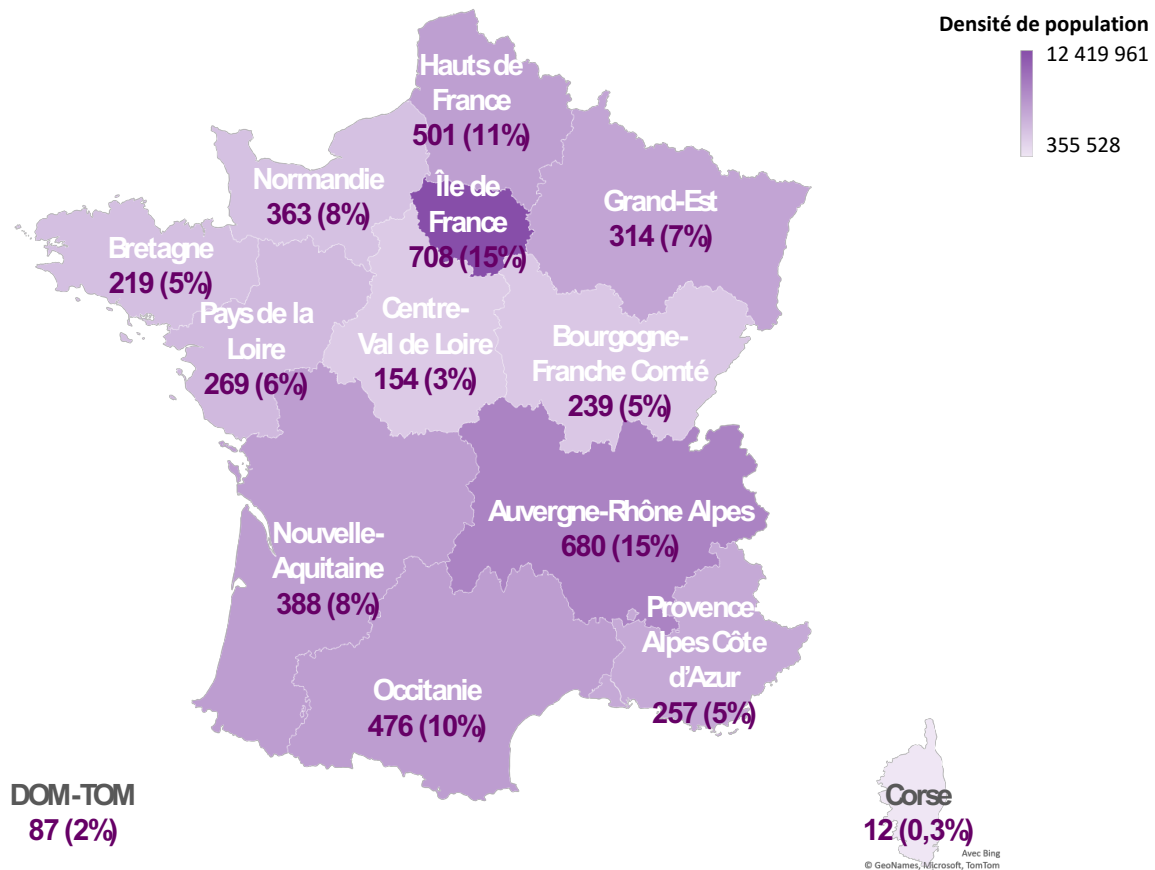 Densité de population
12 419 961
355 528
Hauts de
France
501 (11%)
Normandie
363 (8%)
Île de
France
708 (15%)
Grand-Est
314 (7%)
Bretagne
219 (5%)
Pays de la
Loire
269 (6%)
Centre-
Val de Loire
154 (3%)
Bourgogne-
Franche Comté
239 (5%)
Auvergne-Rhône Alpes
680 (15%)
Nouvelle-
Aquitaine
388 (8%)
Provence-
Alpes Côte
d'Azur
257 (5%)
Occitanie
476 (10%)
DOM-TOM
87 (2%)
Corse
12 (0,3%)
Avec Bing
© GeoNames, Microsoft, TomTom